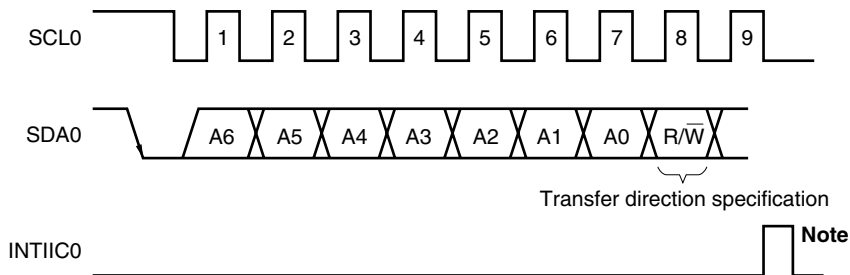 SCL0 1 2 3 4 5 6 7 8 9
SDA0 A6 A5 A4 A3 A2 A1 A0 R/W̅
Transfer direction specification
Note
INTIIC0